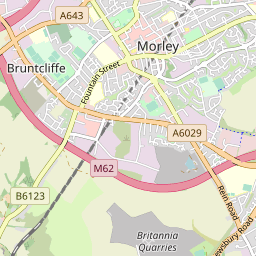 A643
Morley
Bruntcliffe
Fountain Street
A6029
M62
B6123
Rein Road
Britannia
Quarries